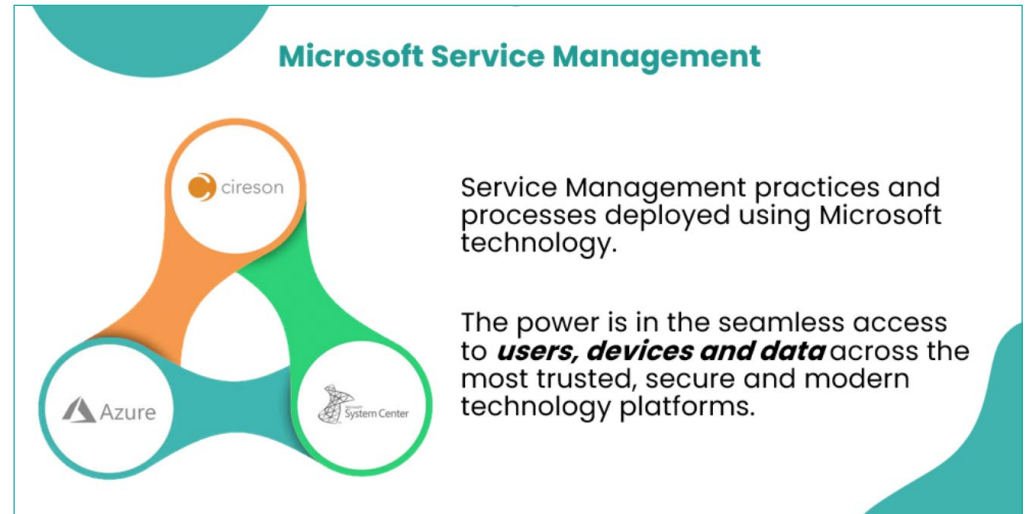 Microsoft Service Management
cireson
Service Management practices and
processes deployed using Microsoft
technology.
The power is in the seamless access
to users, devices and data across the
most trusted, secure and modern
technology platforms.
Azure
System Center